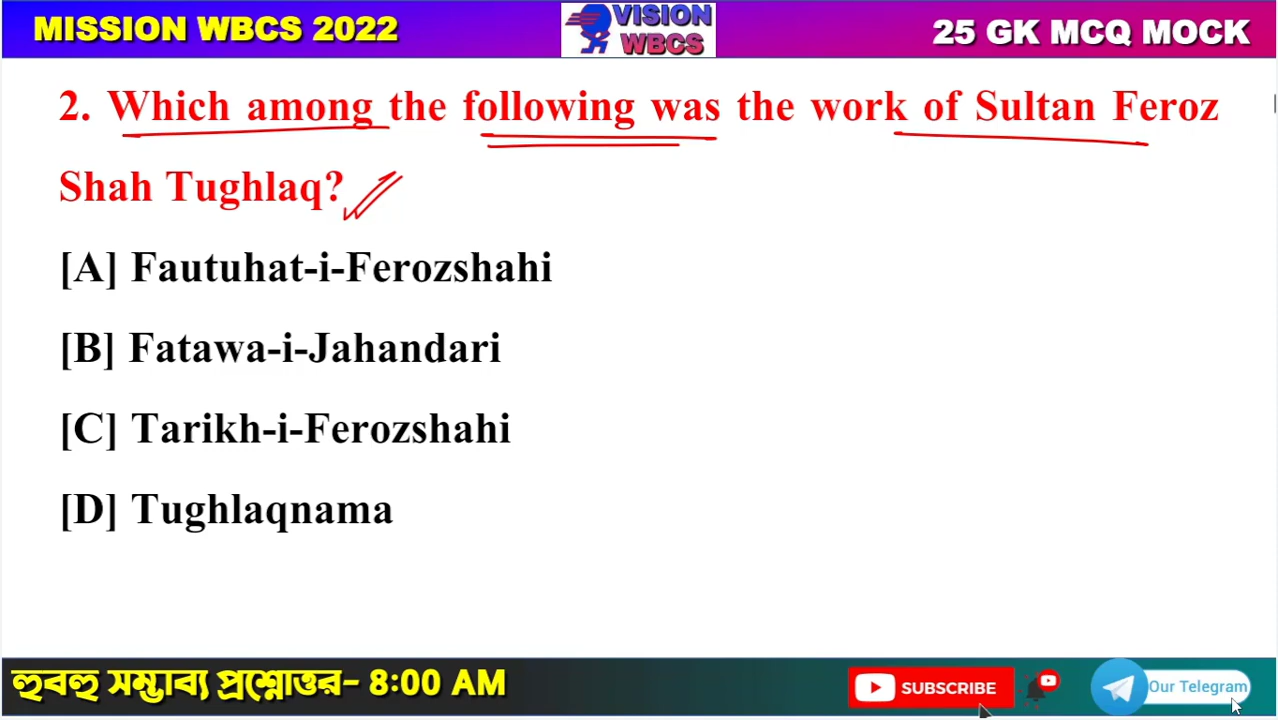 MISSION WBCS 2022
VISION
WBCS
25 GK MCQ MOCK
2. Which among the following was the work of Sultan Feroz
Shah Tughlaq?
[A] Fautuhat-i-Ferozshahi
[B] Fatawa-i-Jahandari
[C] Tarikh-i-Ferozshahi
[D] Tughlaqnama
হুবহু সম্ভাব্য প্রশ্নোত্তর- 8:00 AM
SUBSCRIBE
Our Telegram